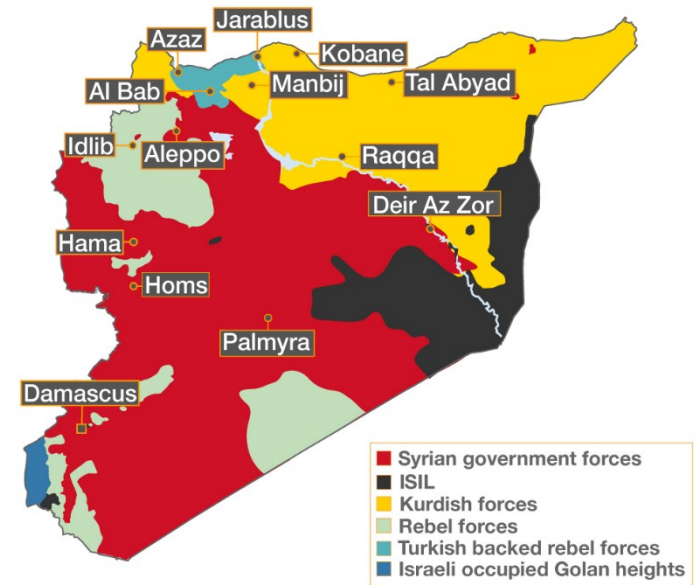 Jarablus
Azaz
Kobane
Al Bab
Manbij
Tal Abyad
Idlib
Aleppo
Raqqa
Deir Az Zor
Hama
Homs
Palmyra
Damascus
Syrian government forces
ISIL
Kurdish forces
Rebel forces
Turkish backed rebel forces
Israeli occupied Golan heights